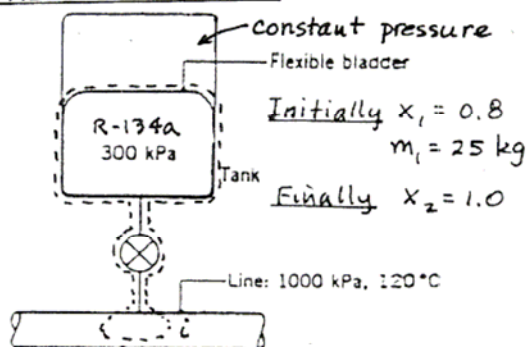 constant pressure
Flexible bladder
R-134a
300 kPa
Tank
Initially x₁ = 0.8
m₁ = 25 kg
Finally x₂ = 1.0
Line: 1000 kPa, 120°C
i